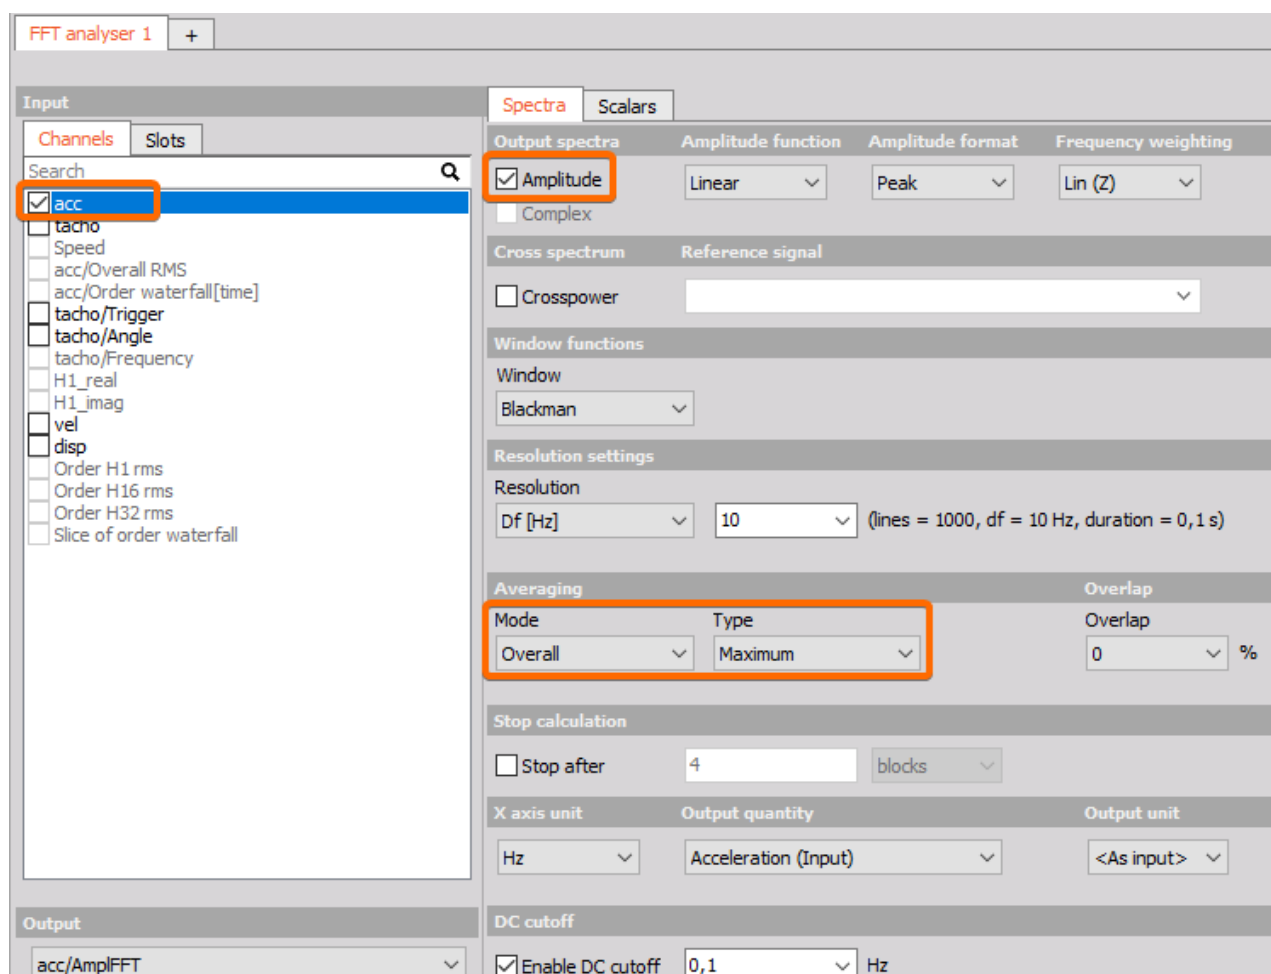 FFT analyser 1 +
Input
Channels Slots
Search
acc
tacho
Speed
acc/Overall RMS
acc/Order waterfall[time]
tacho/Trigger
tacho/Angle
tacho/Frequency
H1_real
H1_imag
vel
disp
Order H1 rms
Order H16 rms
Order H32 rms
Slice of order waterfall
Output
acc/AmplFFT
Spectra Scalars
Output spectra Amplitude function Amplitude format Frequency weighting
Amplitude Linear Peak Lin (Z)
Complex
Cross spectrum Reference signal
Crosspower
Window functions
Window
Blackman
Resolution settings
Resolution
Df [Hz] 10 (lines = 1000, df = 10 Hz, duration = 0,1 s)
Averaging Overlap
Mode Type Overlap
Overall Maximum 0 %
Stop calculation
Stop after 4 blocks
X axis unit Output quantity Output unit
Hz Acceleration (Input) <As input>
DC cutoff
Enable DC cutoff 0,1 Hz